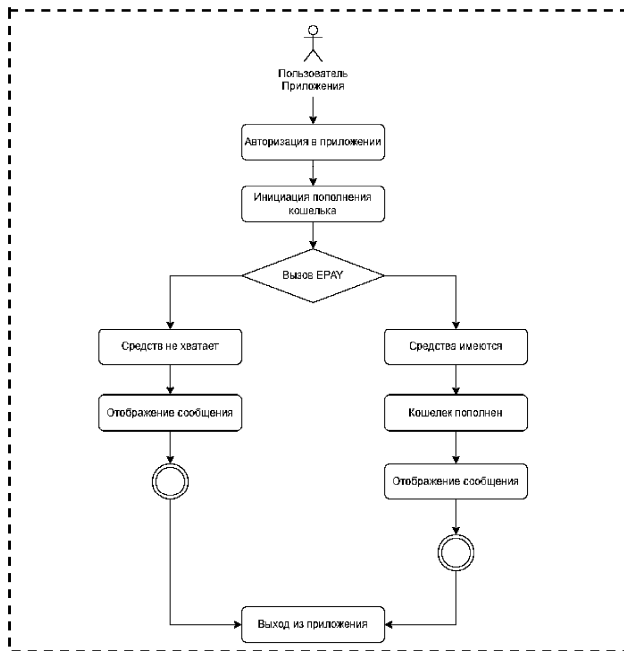 Пользователь
Приложения
Авторизация в приложении
Инициация пополнения
кошелька
Вызов EPAY
Средств не хватает
Средства имеются
Отображение сообщения
Кошелек пополнен
Отображение сообщения
Выход из приложения